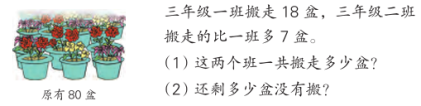 三年级一班搬走 18 盆，三年级二班
搬走的比一班多 7 盆。
(1) 这两个班一共搬走多少盆?
(2) 还剩多少盆没有搬?
原有 80 盆